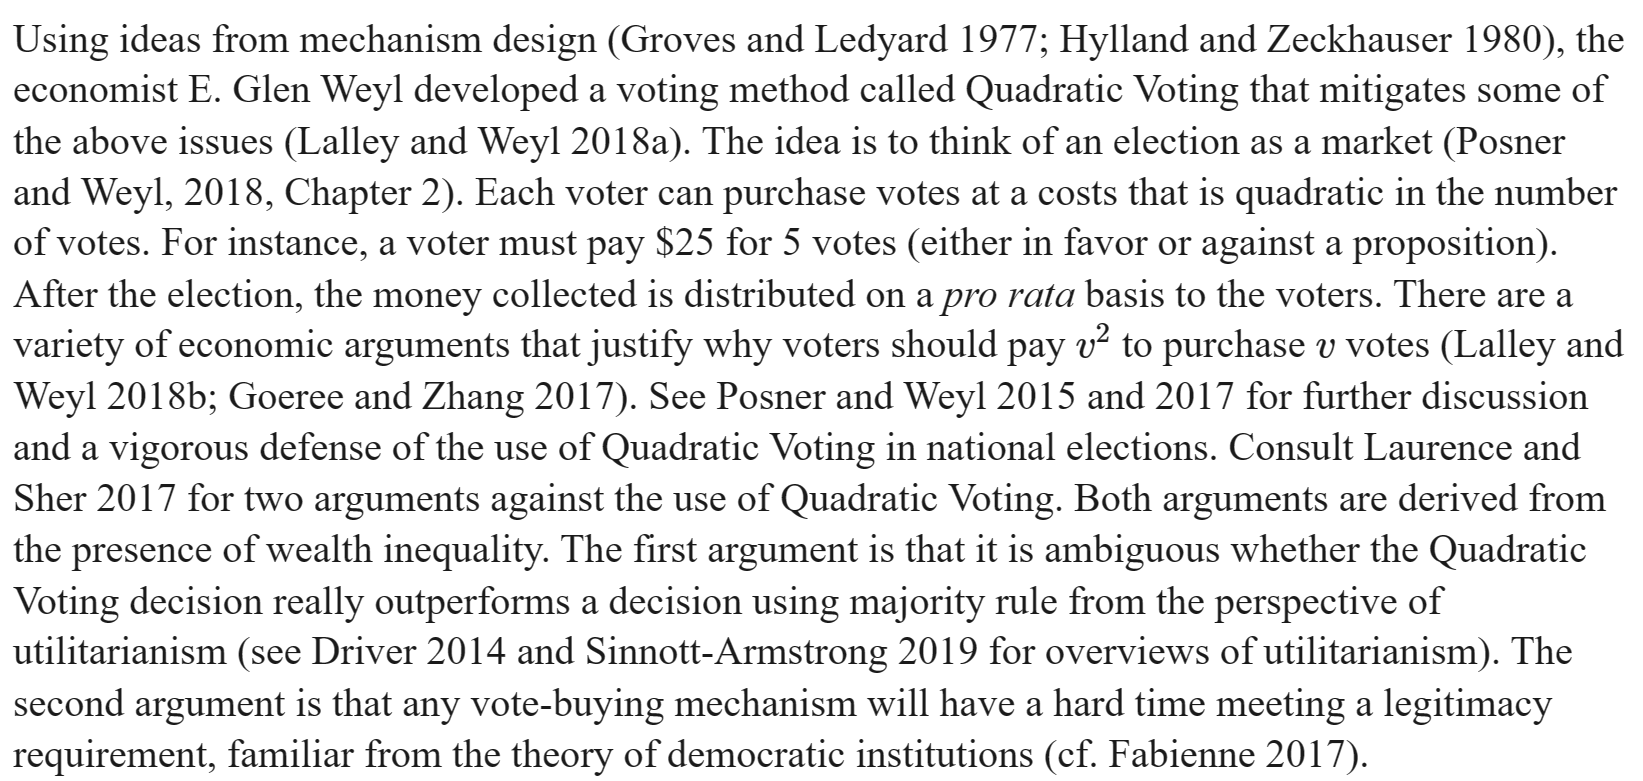 Using ideas from mechanism design (Groves and Ledyard 1977; Hylland and Zeckhauser 1980), the
economist E. Glen Weyl developed a voting method called Quadratic Voting that mitigates some of
the above issues (Lalley and Weyl 2018a). The idea is to think of an election as a market (Posner
and Weyl, 2018, Chapter 2). Each voter can purchase votes at a costs that is quadratic in the number
of votes. For instance, a voter must pay $25 for 5 votes (either in favor or against a proposition).
After the election, the money collected is distributed on a pro rata basis to the voters. There are a
variety of economic arguments that justify why voters should pay v² to purchase v votes (Lalley and
Weyl 2018b; Goeree and Zhang 2017). See Posner and Weyl 2015 and 2017 for further discussion
and a vigorous defense of the use of Quadratic Voting in national elections. Consult Laurence and
Sher 2017 for two arguments against the use of Quadratic Voting. Both arguments are derived from
the presence of wealth inequality. The first argument is that it is ambiguous whether the Quadratic
Voting decision really outperforms a decision using majority rule from the perspective of
utilitarianism (see Driver 2014 and Sinnott-Armstrong 2019 for overviews of utilitarianism). The
second argument is that any vote-buying mechanism will have a hard time meeting a legitimacy
requirement, familiar from the theory of democratic institutions (cf. Fabienne 2017).